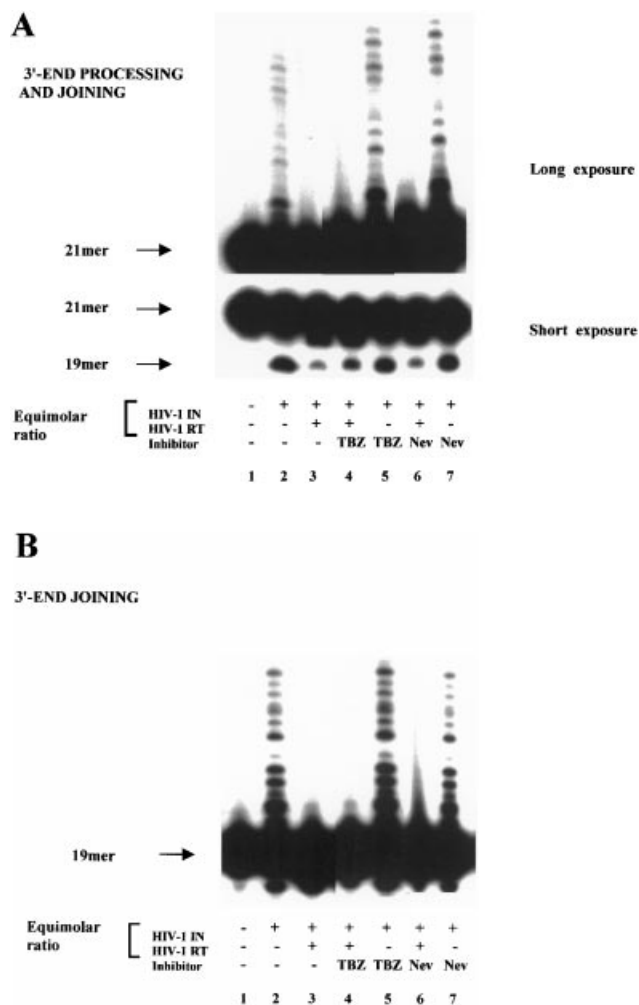 A
3'-END PROCESSING
AND JOINING
Long exposure
21mer
21mer
Short exposure
19mer
Equimolar
ratio
HIV-1 IN - + + + + + +
HIV-1 RT - - + + - + -
Inhibitor - - - TBZ TBZ Nev Nev
1 2 3 4 5 6 7
B
3'-END JOINING
19mer
Equimolar
ratio
HIV-1 IN - + + + + + +
HIV-1 RT - - + + - + -
Inhibitor - - - TBZ TBZ Nev Nev
1 2 3 4 5 6 7